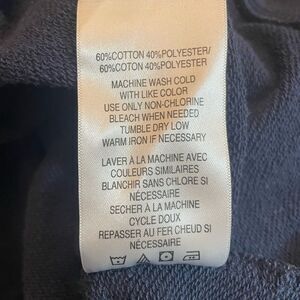 60%COTTON 40%POLYESTER/
60%COTON 40%POLYESTER
MACHINE WASH COLD
WITH LIKE COLOR
USE ONLY NON-CHLORINE
BLEACH WHEN NEEDED
TUMBLE DRY LOW
WARM IRON IF NECESSARY
LAVER À LA MACHINE AVEC
COULEURS SIMILAIRES
BLANCHIR SANS CHLORE SI
NÉCESSAIRE
SECHER À LA MACHINE
CYCLE DOUX
REPASSER AU FER CHEUD SI
NÉCESSAIRE